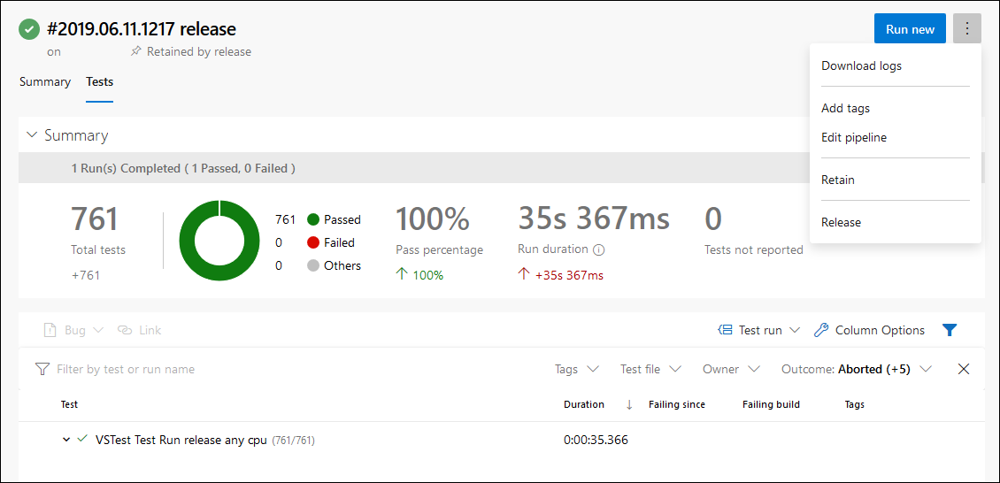 #2019.06.11.1217 release
on Retained by release
Run new
Download logs
Add tags
Edit pipeline
Retain
Release
Summary Tests
Summary
1 Run(s) Completed ( 1 Passed, 0 Failed )
761
Total tests
+761
761 Passed
0 Failed
0 Others
100%
Pass percentage
100%
35s 367ms
Run duration
+35s 367ms
0
Tests not reported
Bug Link Test run Column Options
Filter by test or run name Tags Test file Owner Outcome: Aborted (+5)
Test Duration Failing since Failing build Tags
VSTest Test Run release any cpu (761/761) 0:00:35.366